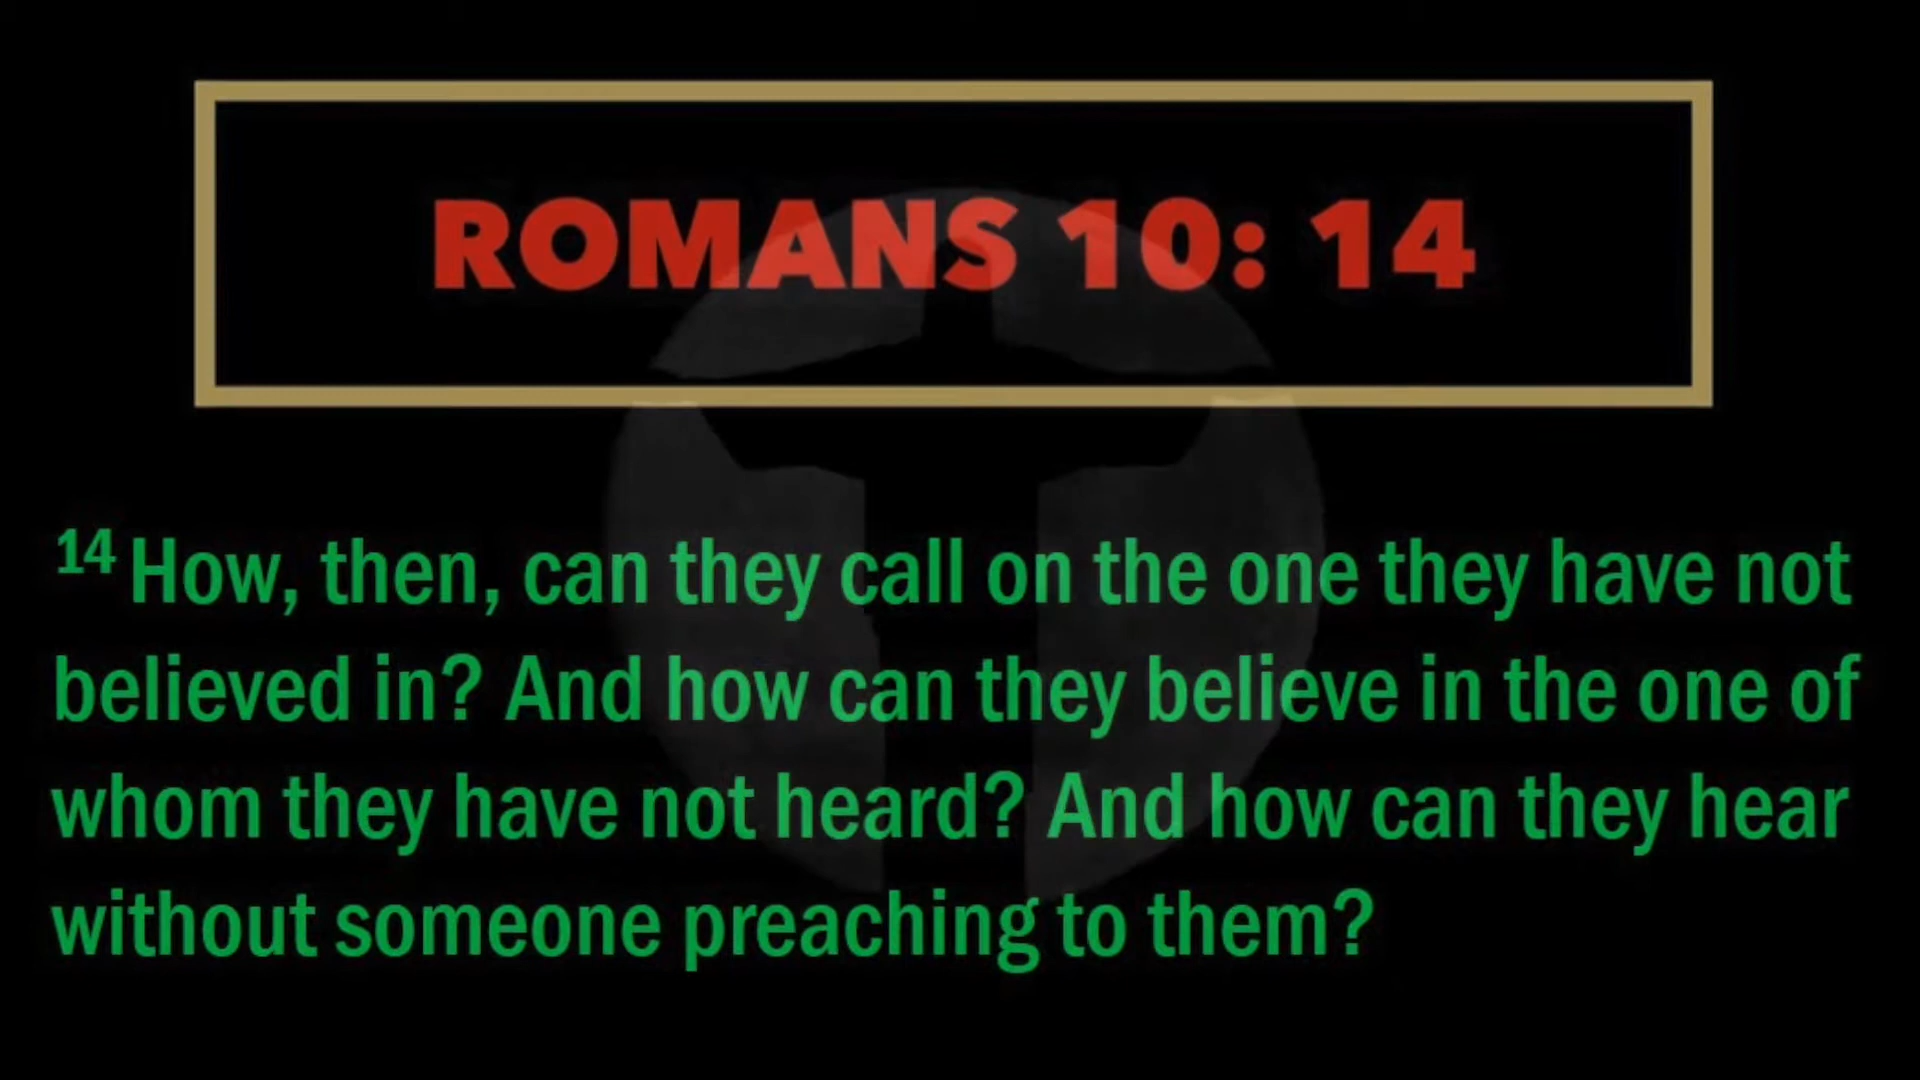 ROMANS 10: 14
14 How, then, can they call on the one they have not
believed in? And how can they believe in the one of
whom they have not heard? And how can they hear
without someone preaching to them?